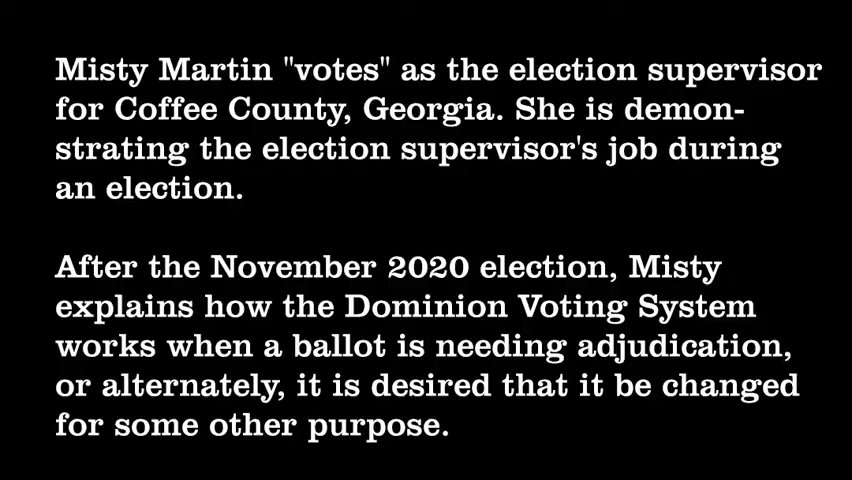 Misty Martin "votes" as the election supervisor
for Coffee County, Georgia. She is demon-
strating the election supervisor's job during
an election.
After the November 2020 election, Misty
explains how the Dominion Voting System
works when a ballot is needing adjudication,
or alternately, it is desired that it be changed
for some other purpose.